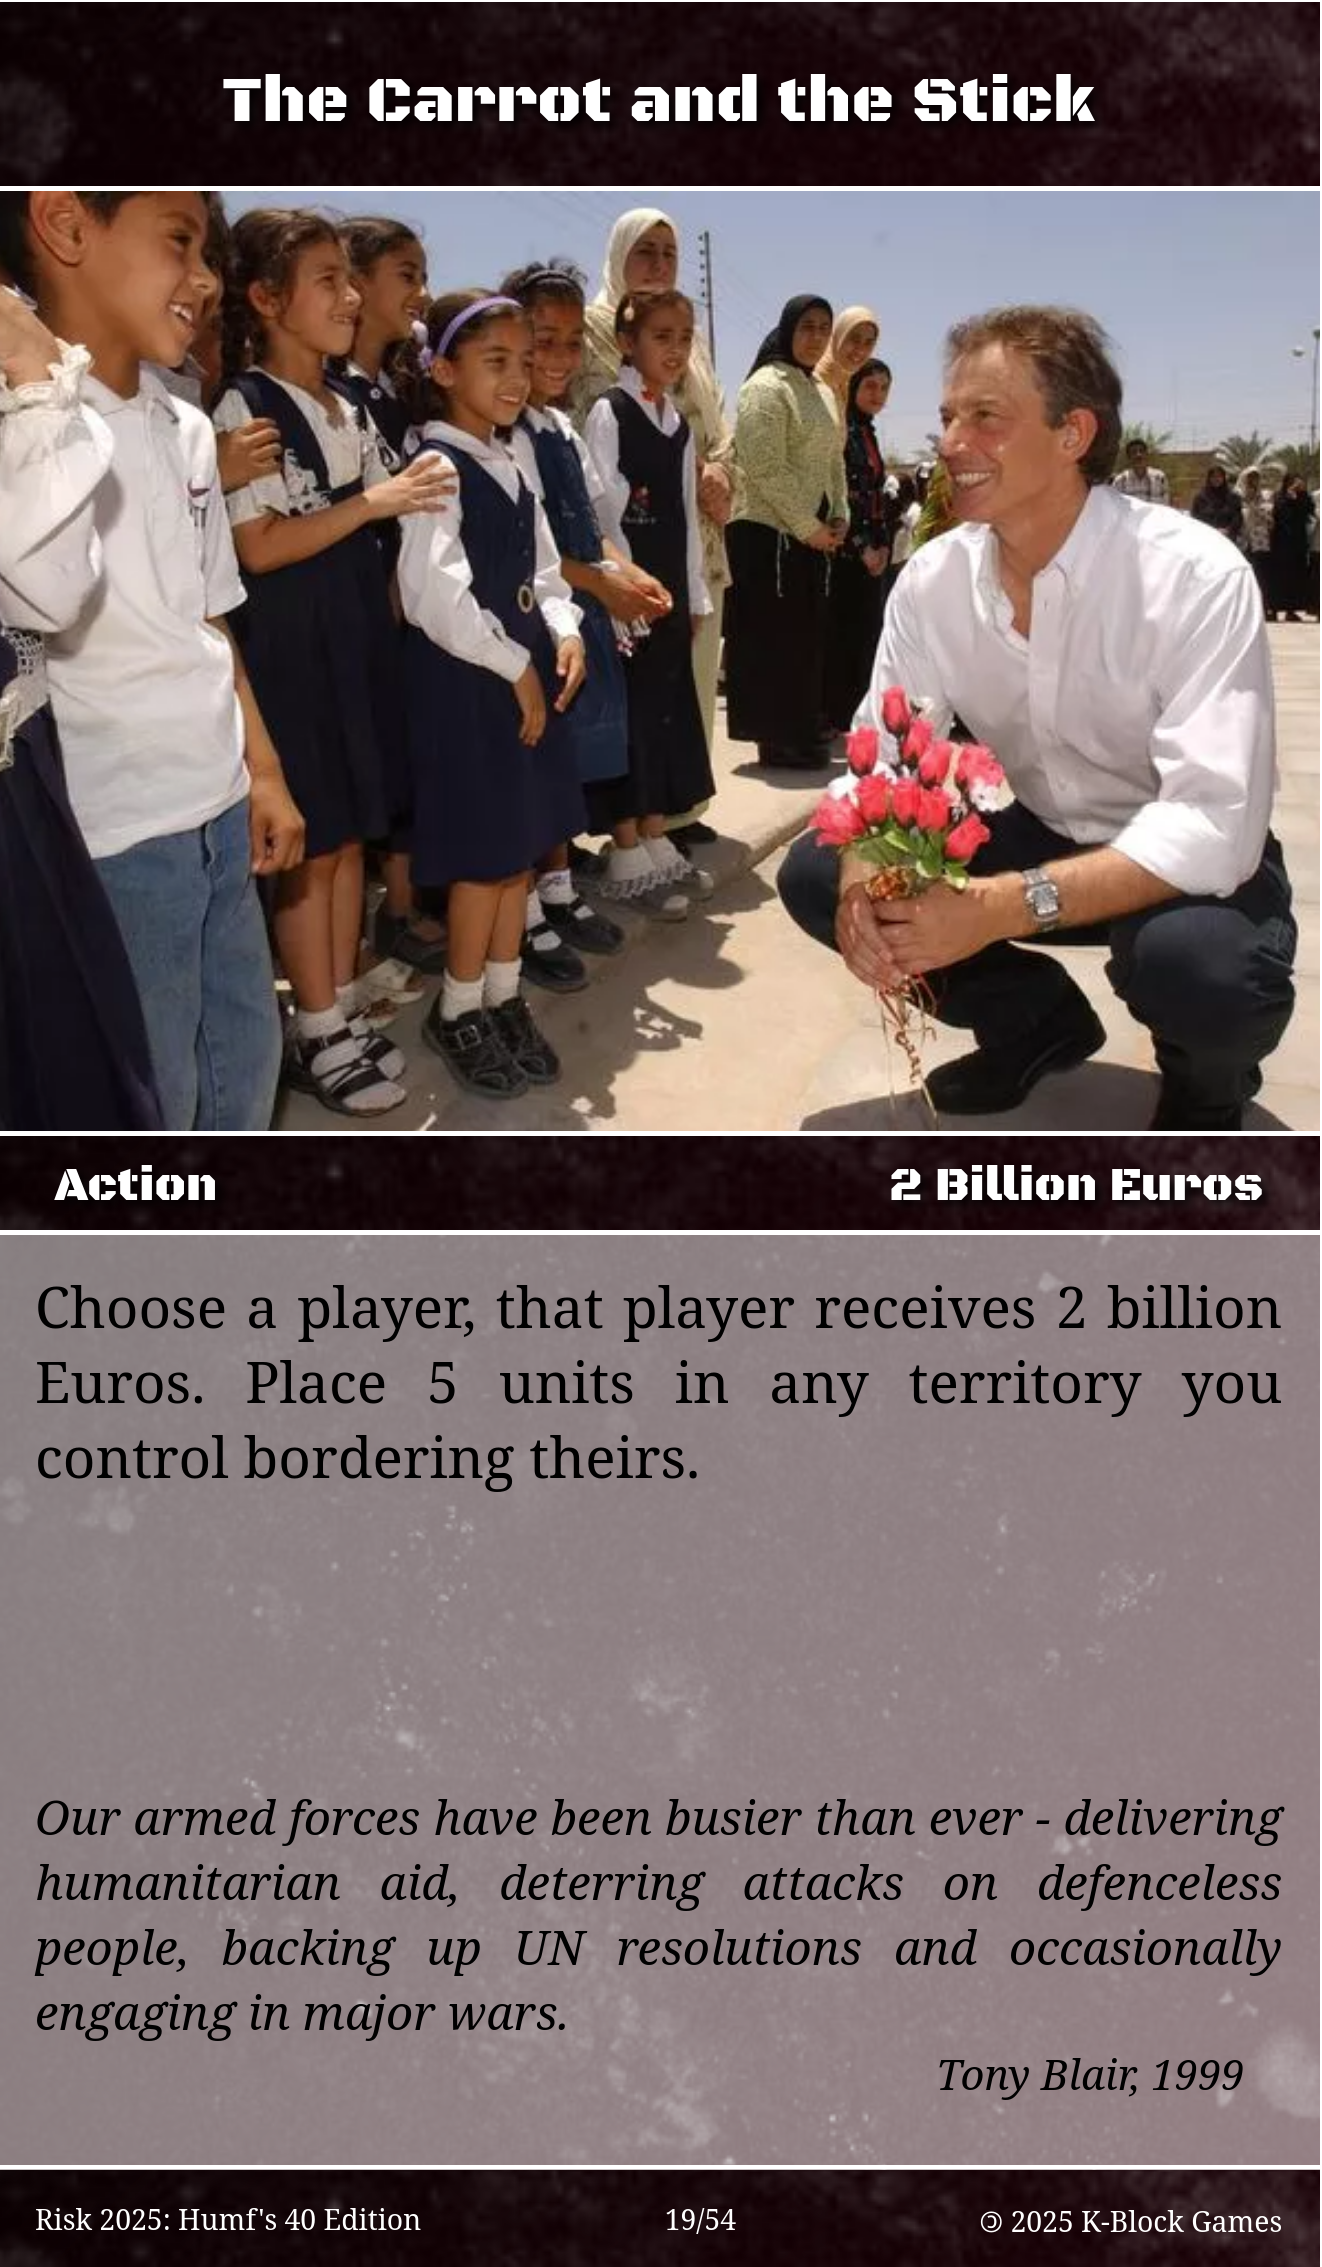 The Carrot and the Stick
Action
2 Billion Euros
Choose a player, that player receives 2 billion
Euros. Place 5 units in any territory you
control bordering theirs.
Our armed forces have been busier than ever - delivering
humanitarian aid, deterring attacks on defenceless
people, backing up UN resolutions and occasionally
engaging in major wars.
Tony Blair, 1999
Risk 2025: Humf's 40 Edition
19/54
🄯 2025 K-Block Games